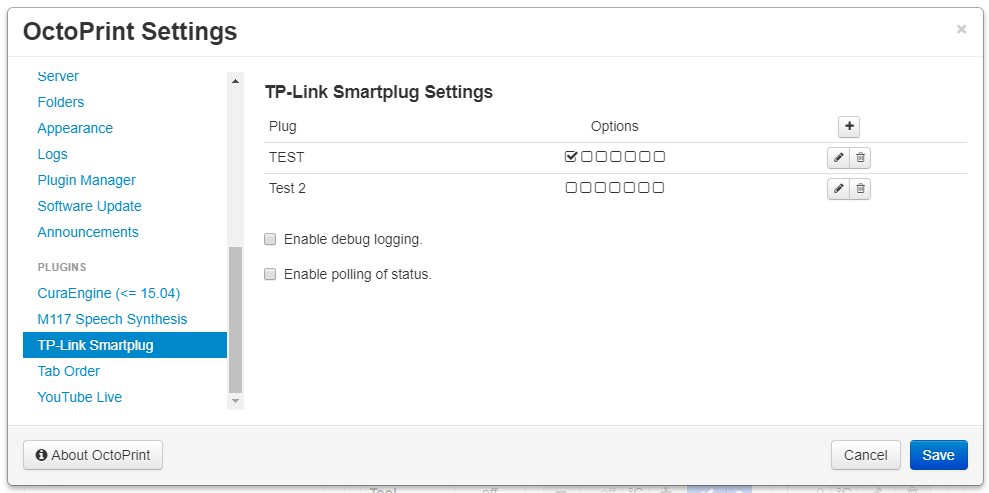 OctoPrint Settings
×
Server
Folders
Appearance
Logs
Plugin Manager
Software Update
Announcements
PLUGINS
CuraEngine (<= 15.04)
M117 Speech Synthesis
TP-Link Smartplug
Tab Order
YouTube Live
TP-Link Smartplug Settings
Plug Options
TEST
Test 2
Enable debug logging.
Enable polling of status.
About OctoPrint Cancel Save